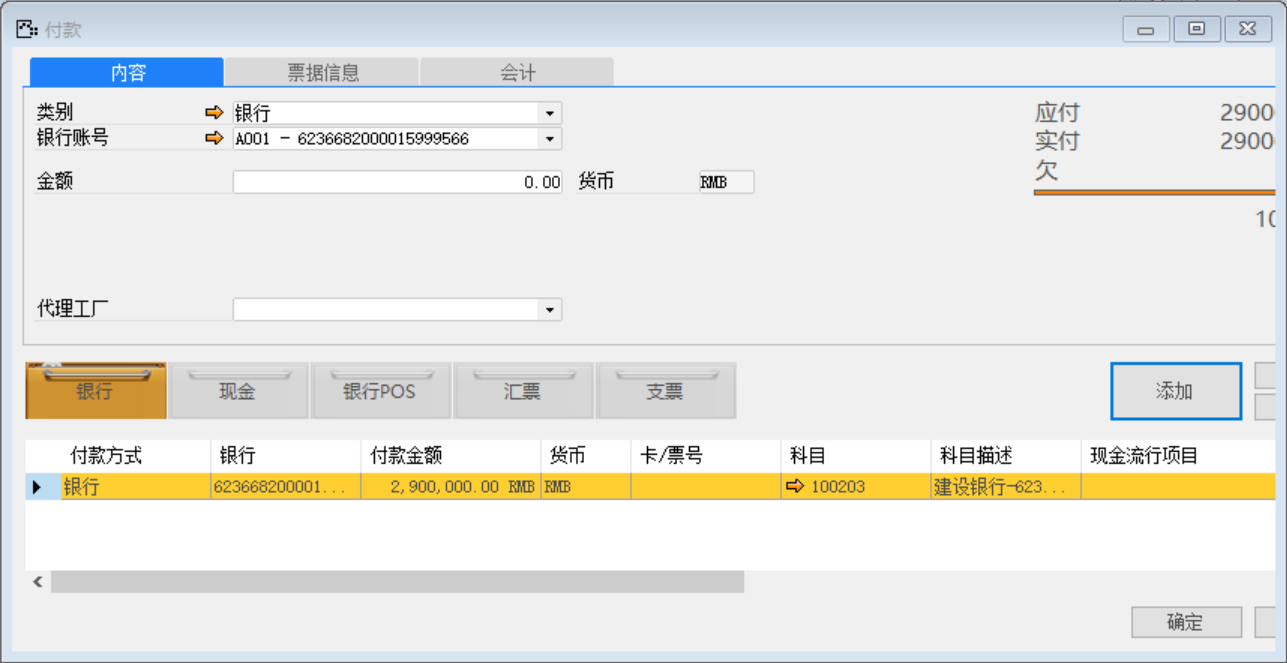 付款
内容 票据信息 会计
类别 银行
银行账号 A001 - 6236682000015999566
金额 0.00 货币 RMB
代理工厂
应付 2900
实付 2900
欠
10
银行 现金 银行POS 汇票 支票 添加
付款方式 银行 付款金额 货币 卡/票号 科目 科目描述 现金流行项目
银行 623668200001... 2,900,000.00 RMB RMB 100203 建设银行-623...
确定